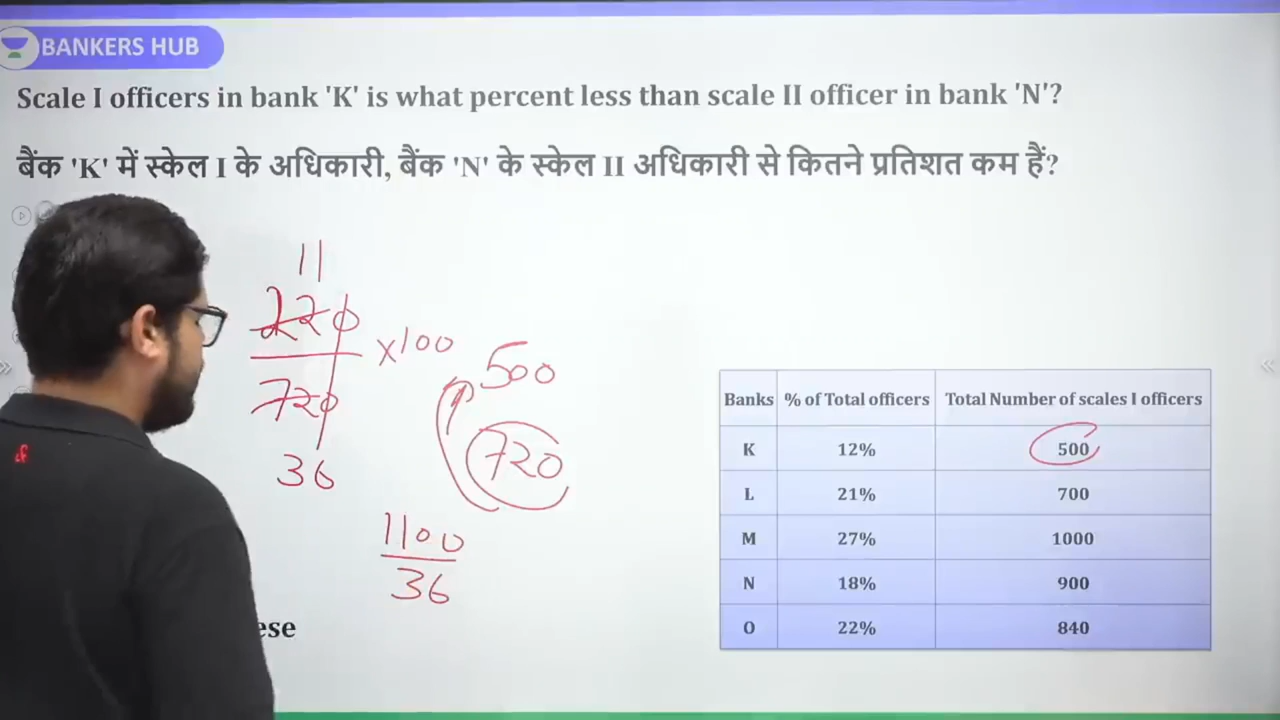 BANKERS HUB
Scale I officers in bank 'K' is what percent less than scale II officer in bank 'N'?
बैंक 'K' में स्केल I के अधिकारी, बैंक 'N' के स्केल II अधिकारी से कितने प्रतिशत कम हैं?
11
220
720
×100
36
500
720
1100
36
ese
Banks % of Total officers Total Number of scales I officers
K 12% 500
L 21% 700
M 27% 1000
N 18% 900
O 22% 840